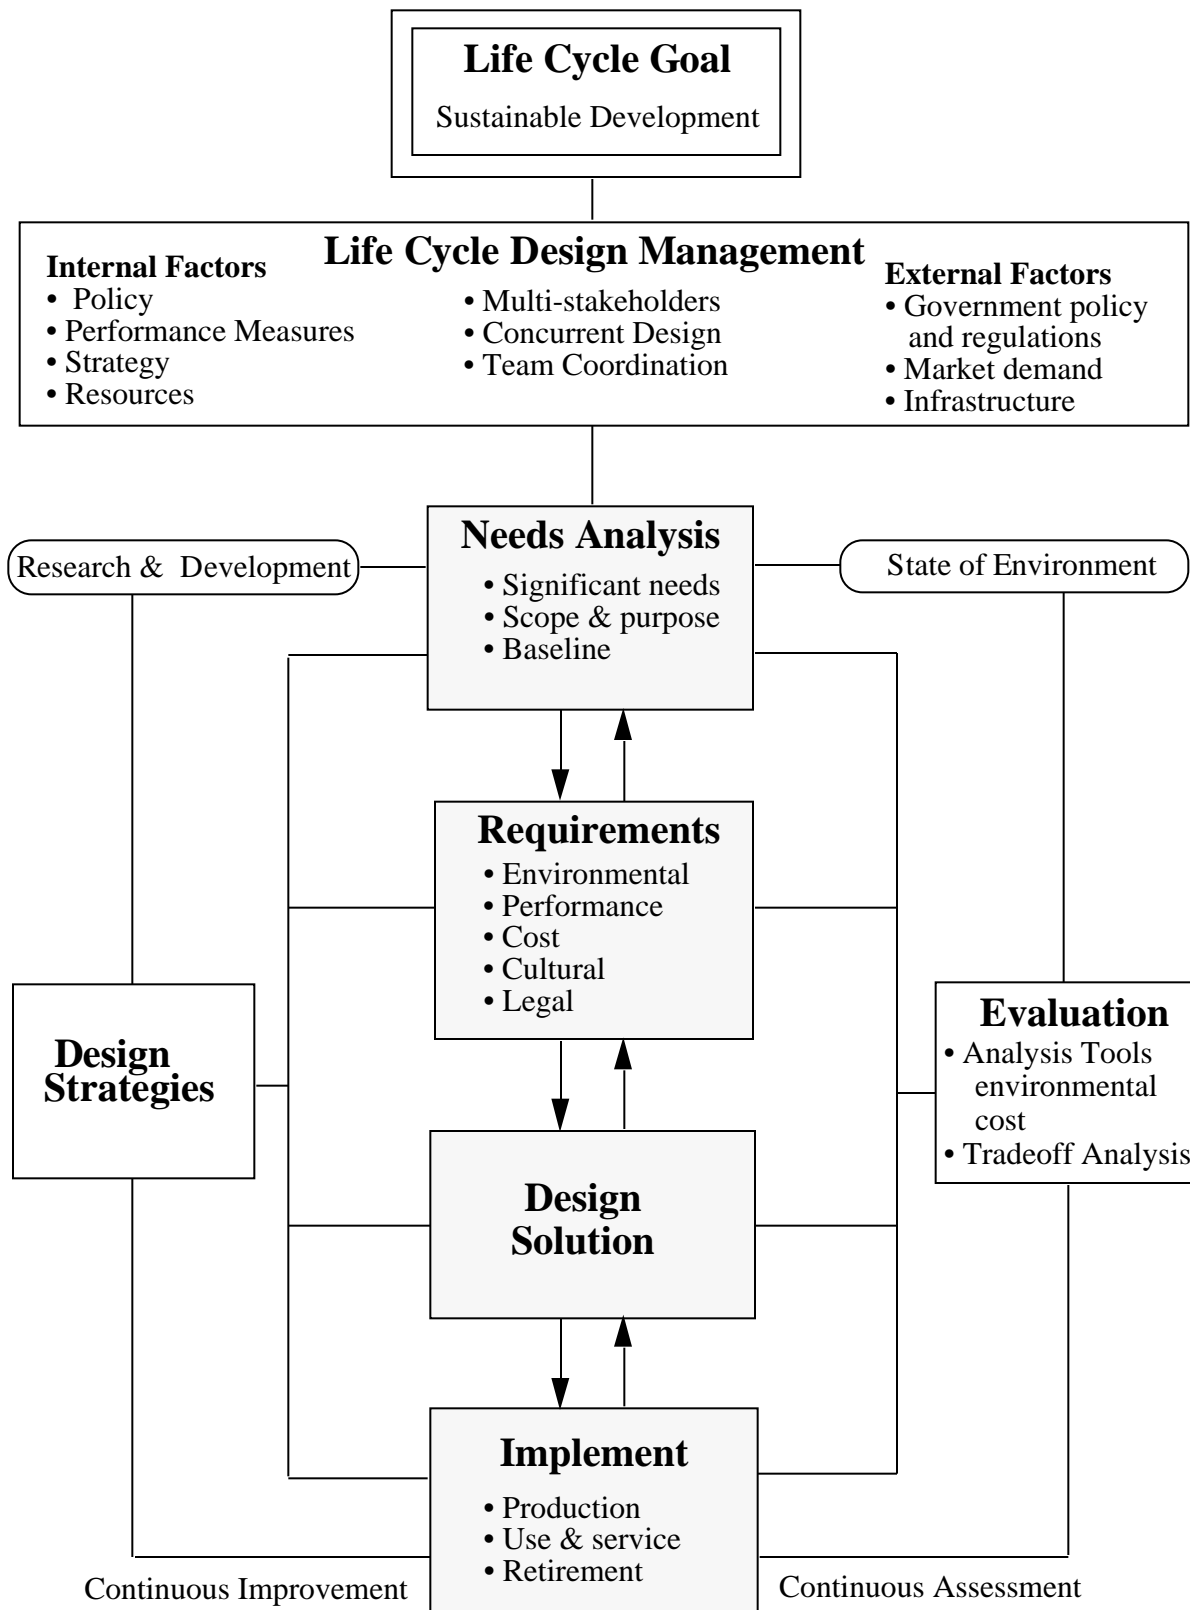 Life Cycle Goal
Sustainable Development
Life Cycle Design Management
Internal Factors
• Policy
• Performance Measures
• Strategy
• Resources
• Multi-stakeholders
• Concurrent Design
• Team Coordination
External Factors
• Government policy
and regulations
• Market demand
• Infrastructure
Needs Analysis
• Significant needs
• Scope & purpose
• Baseline
Research & Development
State of Environment
Requirements
• Environmental
• Performance
• Cost
• Cultural
• Legal
Design
Strategies
Evaluation
• Analysis Tools
environmental
cost
• Tradeoff Analysis
Design
Solution
Implement
• Production
• Use & service
• Retirement
Continuous Improvement
Continuous Assessment